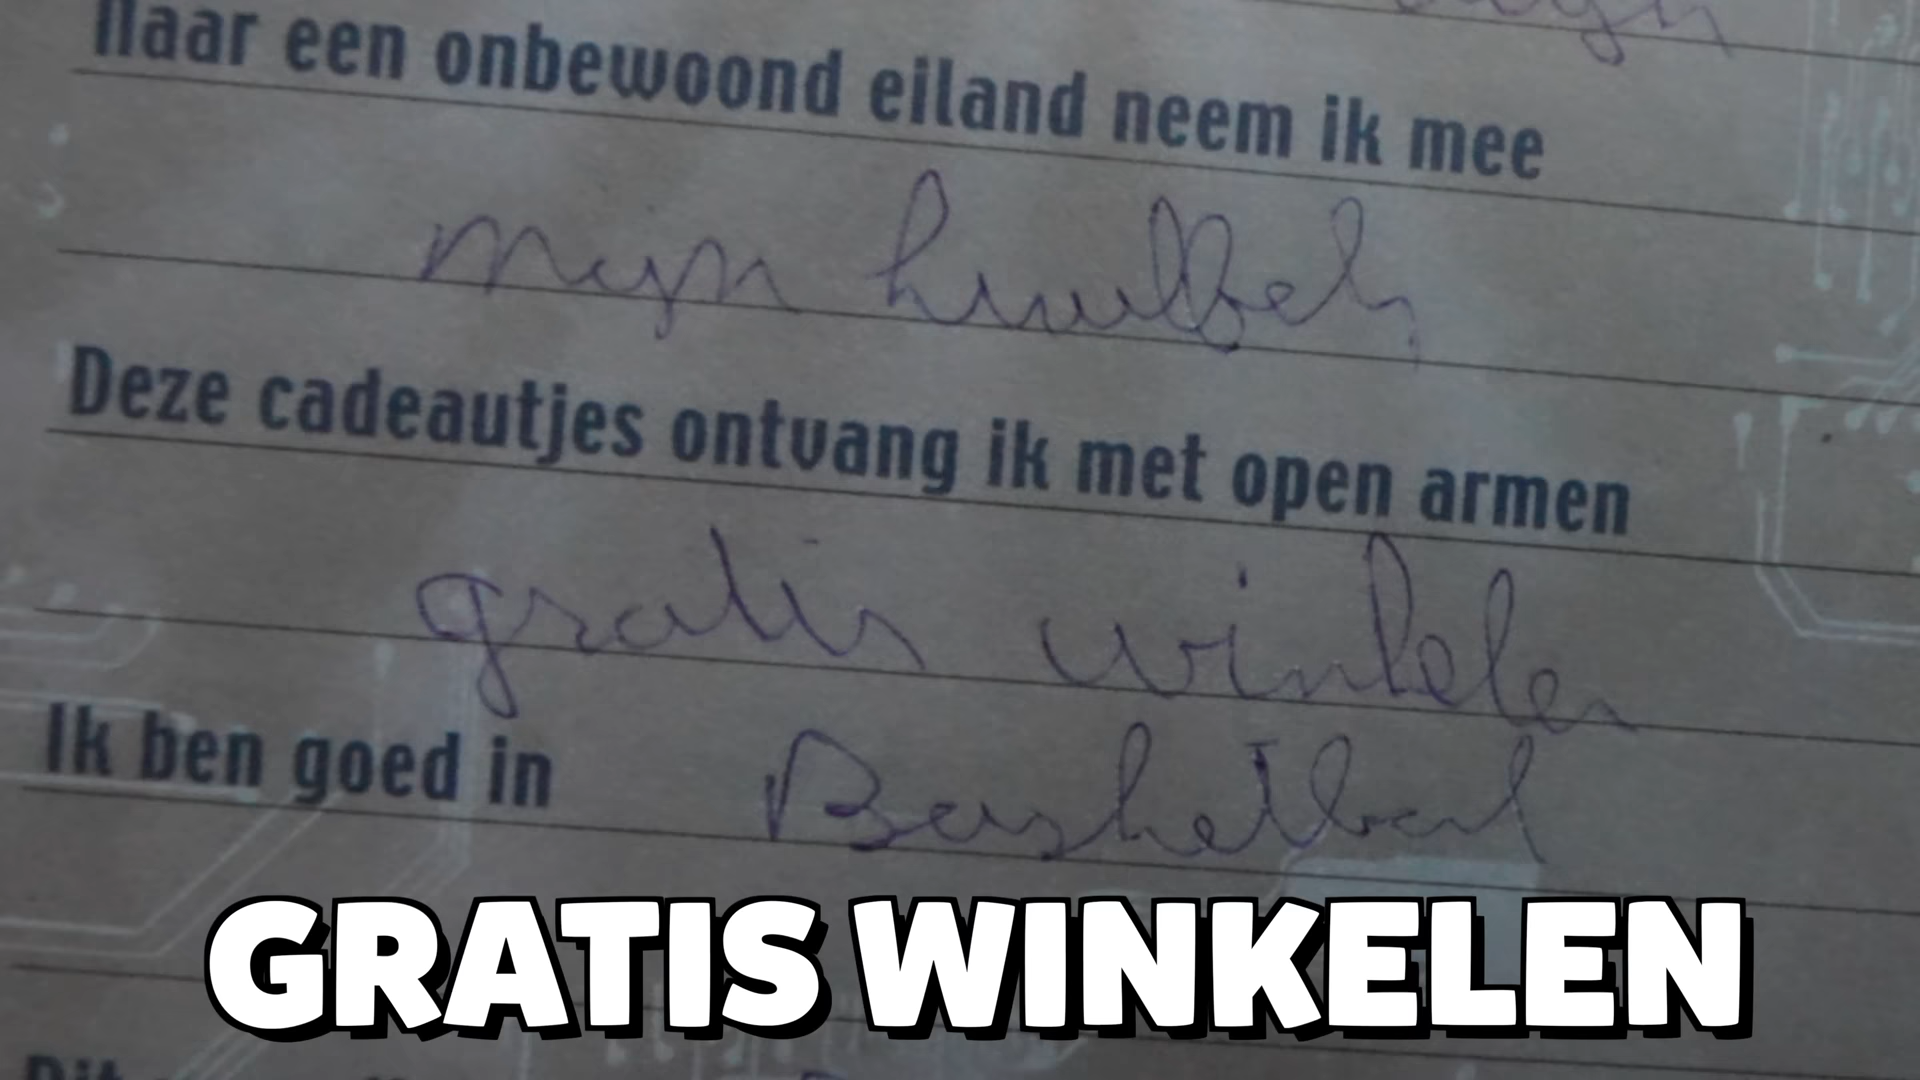 Naar een onbewoond eiland neem ik mee
mijn
Deze cadeautjes ontvang ik met open armen
gratis winkelen
Ik ben goed in Basketbal
GRATIS WINKELEN